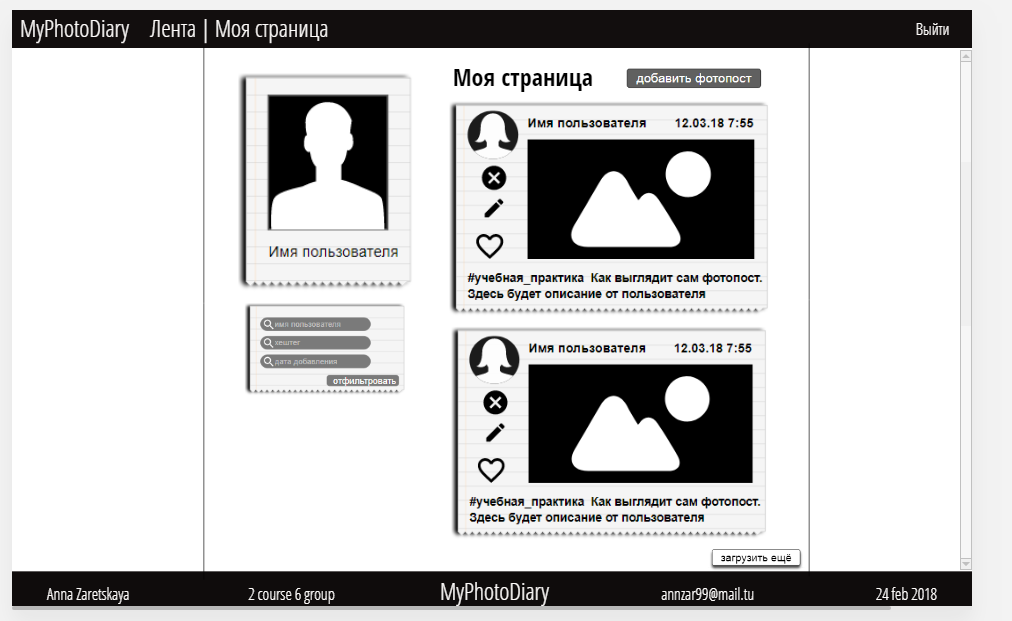 MyPhotoDiary Лента | Моя страница Выйти
Моя страница добавить фотопост
Имя пользователя
имя пользователя
хештег
дата добавления
отфильтровать
Имя пользователя 12.03.18 7:55
#учебная_практика Как выглядит сам фотопост.
Здесь будет описание от пользователя
Имя пользователя 12.03.18 7:55
#учебная_практика Как выглядит сам фотопост.
Здесь будет описание от пользователя
загрузить ещё
Anna Zaretskaya 2 course 6 group MyPhotoDiary annzar99@mail.tu 24 feb 2018